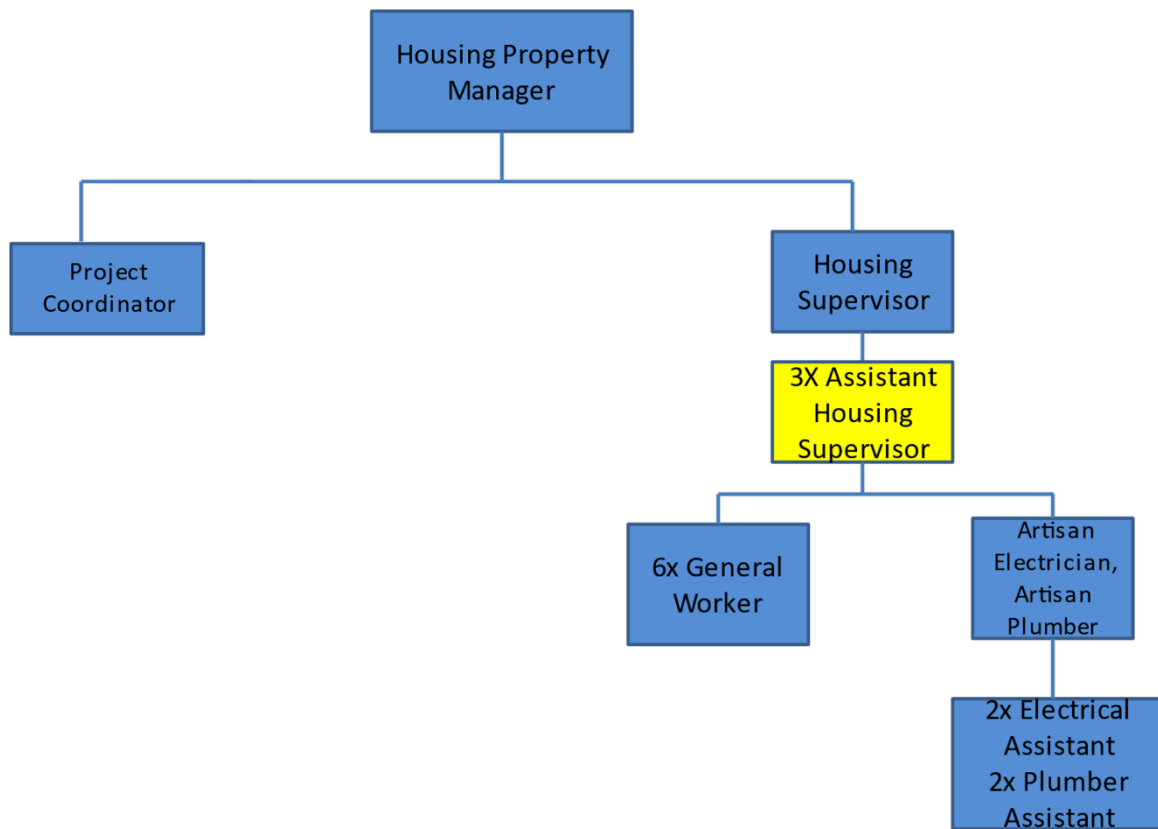 Housing Property
Manager
Project
Coordinator
Housing
Supervisor
3X Assistant
Housing
Supervisor
6x General
Worker
Artisan
Electrician,
Artisan
Plumber
2x Electrical
Assistant
2x Plumber
Assistant